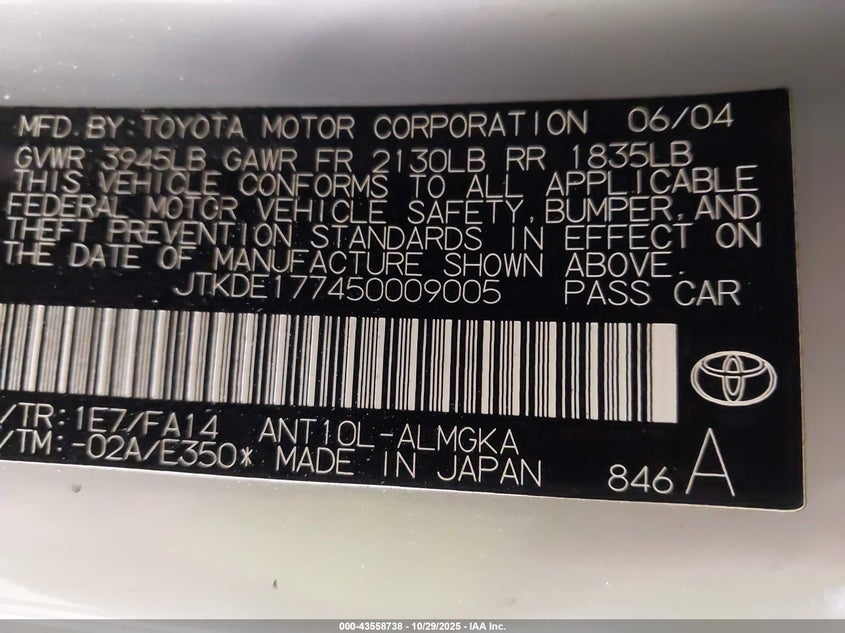 MFD. BY: TOYOTA MOTOR CORPORATION 06/04
GVWR 3945LB GAWR FR 2130LB RR 1835LB
THIS VEHICLE CONFORMS TO ALL APPLICABLE
FEDERAL MOTOR VEHICLE SAFETY, BUMPER, AND
THEFT PREVENTION STANDARDS IN EFFECT ON
THE DATE OF MANUFACTURE SHOWN ABOVE.
JTKDE177450009005 PASS CAR
/TR: 1E7/FA14 ANT10L-ALMGKA
/TM: -02A/E350* MADE IN JAPAN 846 A
000-43558738 - 10/29/2025 - IAA Inc.